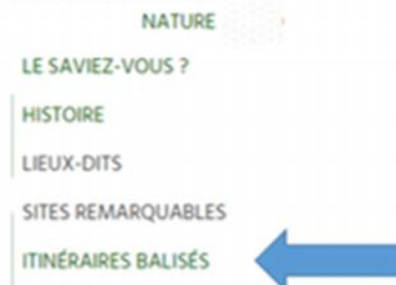 NATURE
LE SAVIEZ-VOUS ?
HISTOIRE
LIEUX-DITS
SITES REMARQUABLES
ITINÉRAIRES BALISÉS